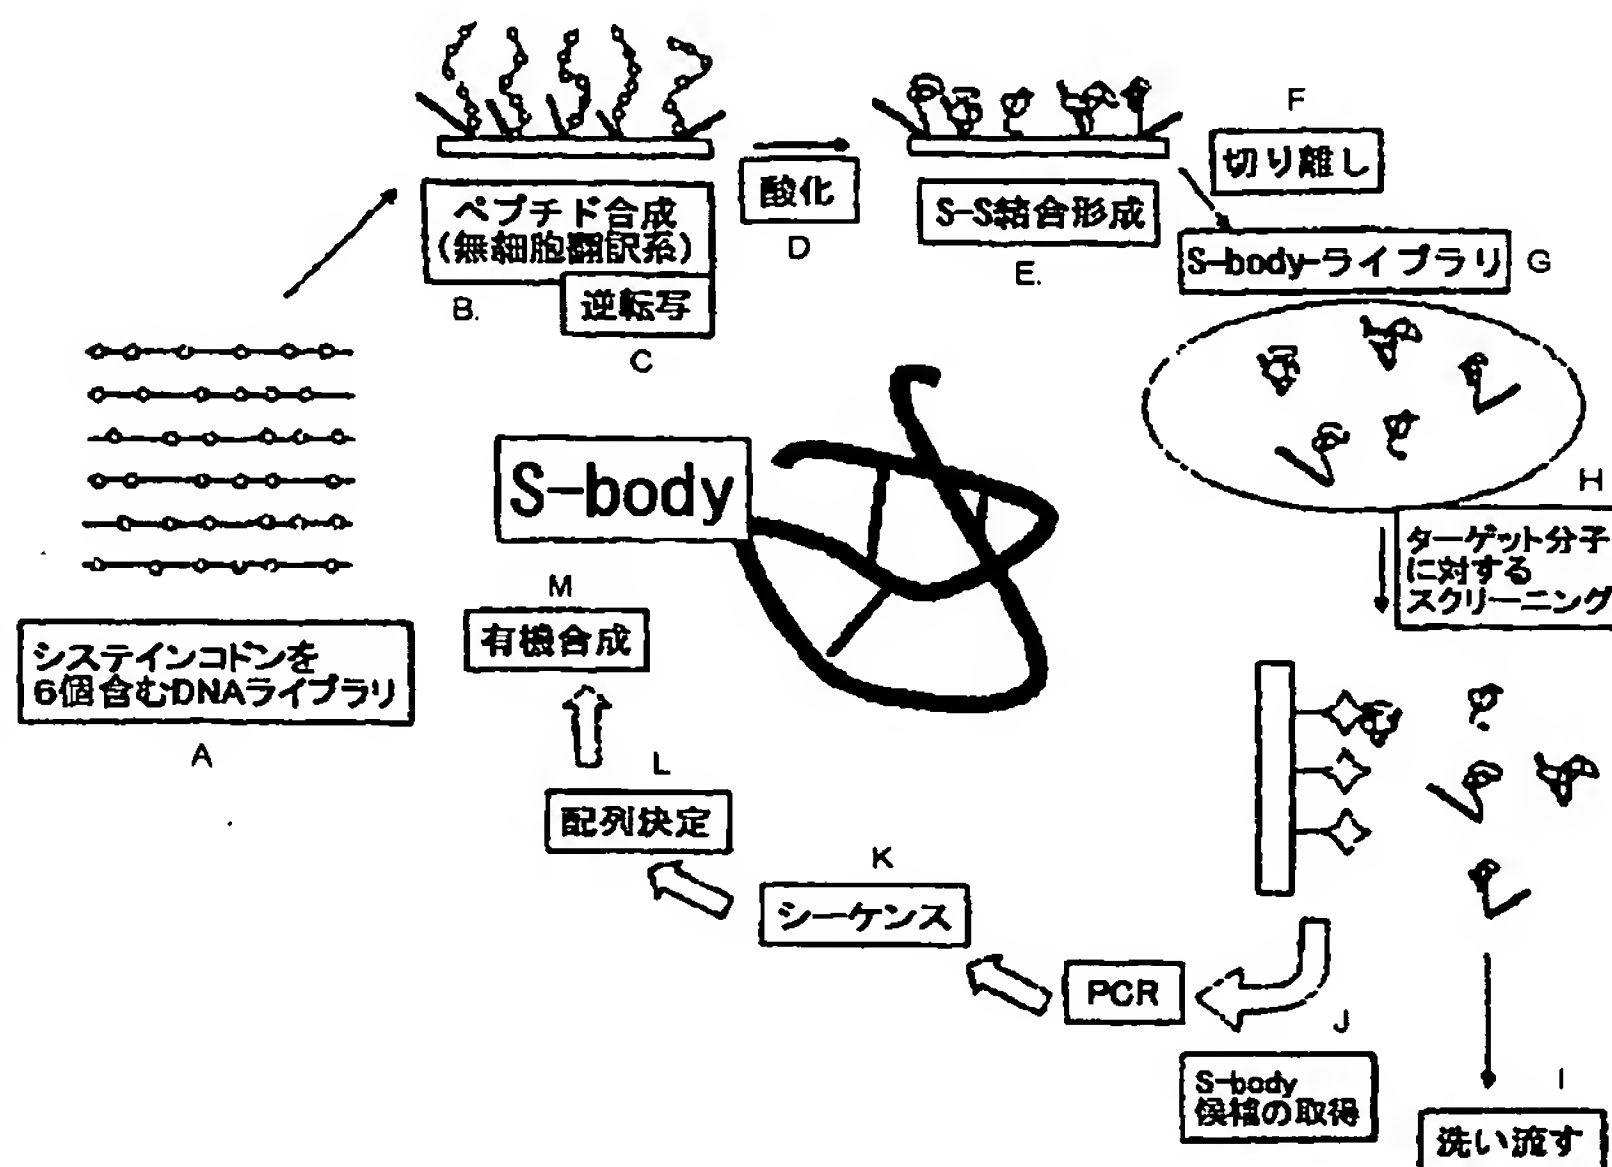 ペプチド合成
(無細胞翻訳系)
B.
逆転写
C
酸化
D
S-S結合形成
E.
F
切り離し
S-body-ライブラリ
G
H
ターゲット分子
に対する
スクリーニング
システインコドンを
6個含むDNAライブラリ
A
S-body
M
有機合成
L
配列決定
K
シーケンス
PCR
J
S-body
候補の取得
I
洗い流す